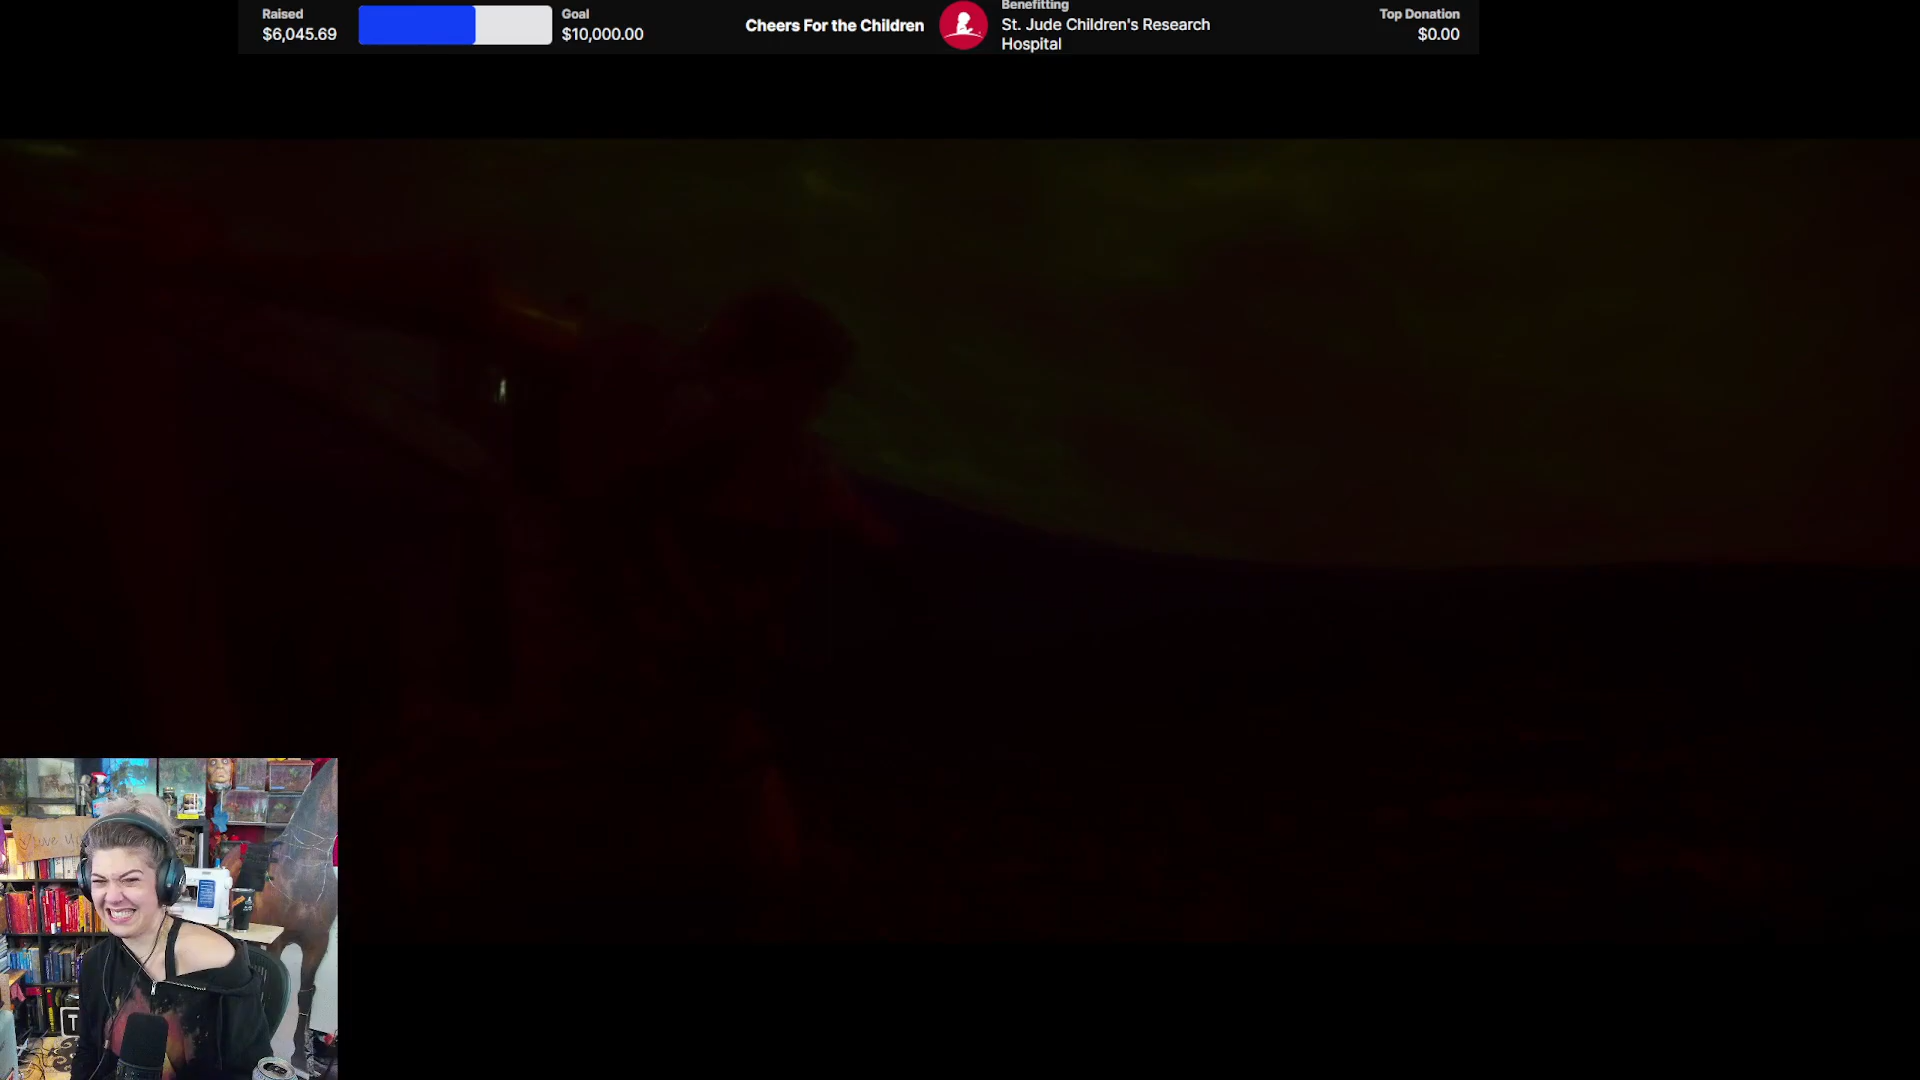 Raised
$6,045.69
Goal
$10,000.00
Cheers For the Children
Benefitting
St. Jude Children's Research
Hospital
Top Donation
$0.00